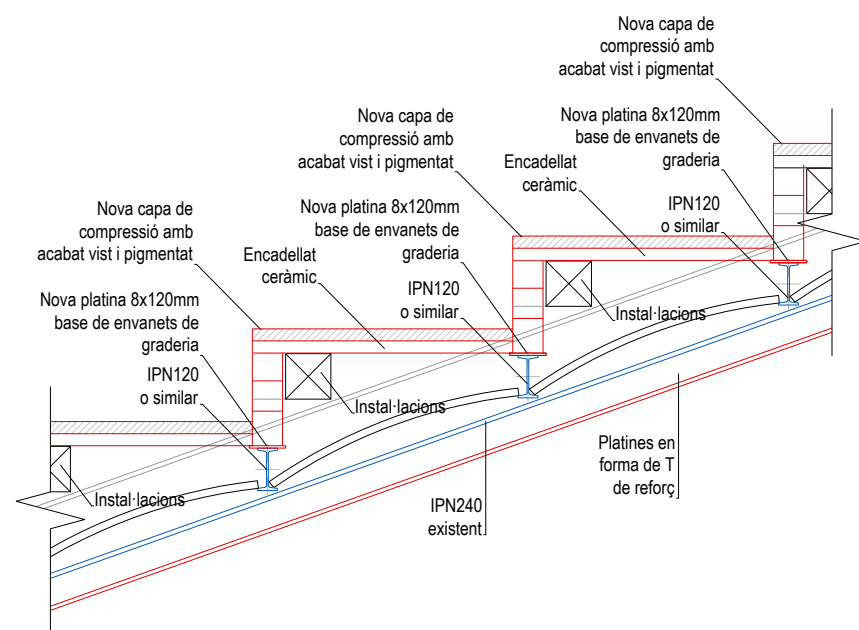 Nova capa de
compressió amb
acabat vist i pigmentat
Nova platina 8x120mm
base de envanets de
graderia
IPN120
o similar
Nova capa de
compressió amb
acabat vist i pigmentat
Encadellat
ceràmic
Nova platina 8x120mm
base de envanets de
graderia
IPN120
o similar
Instal·lacions
Nova capa de
compressió amb
acabat vist i pigmentat
Encadellat
ceràmic
Nova platina 8x120mm
base de envanets de
graderia
IPN120
o similar
Instal·lacions
Instal·lacions
Platines en
forma de T
de reforç
IPN240
existent